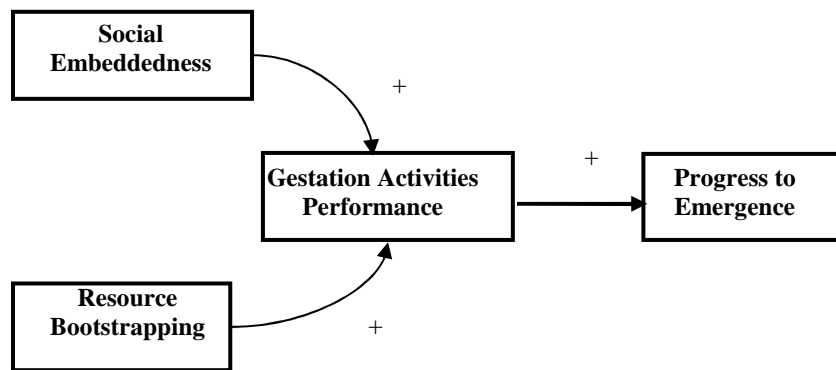 Social
Embeddedness
+
Gestation Activities
Performance
+
Progress to
Emergence
Resource
Bootstrapping
+